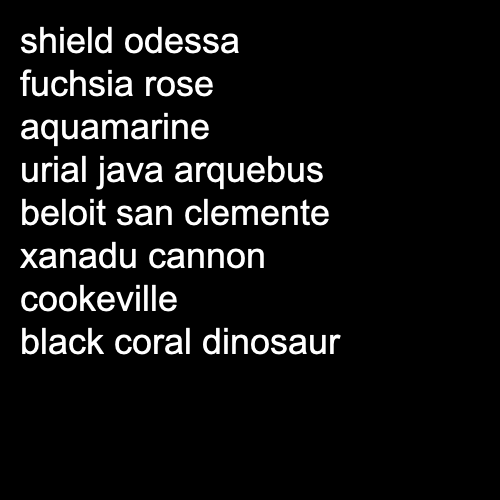 shield odessa
fuchsia rose
aquamarine
urial java arquebus
beloit san clemente
xanadu cannon
cookeville
black coral dinosaur